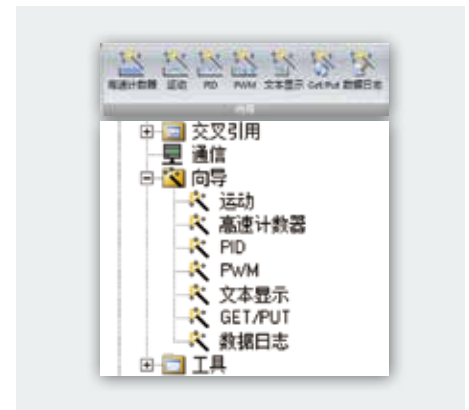 高速计数器 运动 PID PWM 文本显示 Get/Put 数据日志
向导
交叉引用
通信
向导
运动
高速计数器
PID
PWM
文本显示
GET/PUT
数据日志
工具